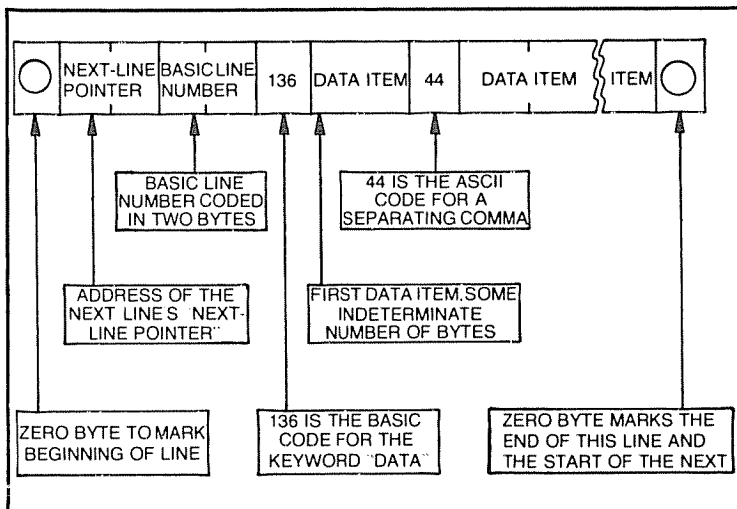 NEXT-LINE POINTER
BASIC LINE NUMBER
136
DATA ITEM
44
DATA ITEM
ITEM
BASIC LINE
NUMBER CODED
IN TWO BYTES
44 IS THE ASCII
CODE FOR A
SEPARATING COMMA
ADDRESS OF THE
NEXT LINE S "NEXT-
LINE POINTER"
FIRST DATA ITEM. SOME
INDETERMINATE
NUMBER OF BYTES
ZERO BYTE TO MARK
BEGINNING OF LINE
136 IS THE BASIC
CODE FOR THE
KEYWORD "DATA"
ZERO BYTE MARKS THE
END OF THIS LINE AND
THE START OF THE NEXT